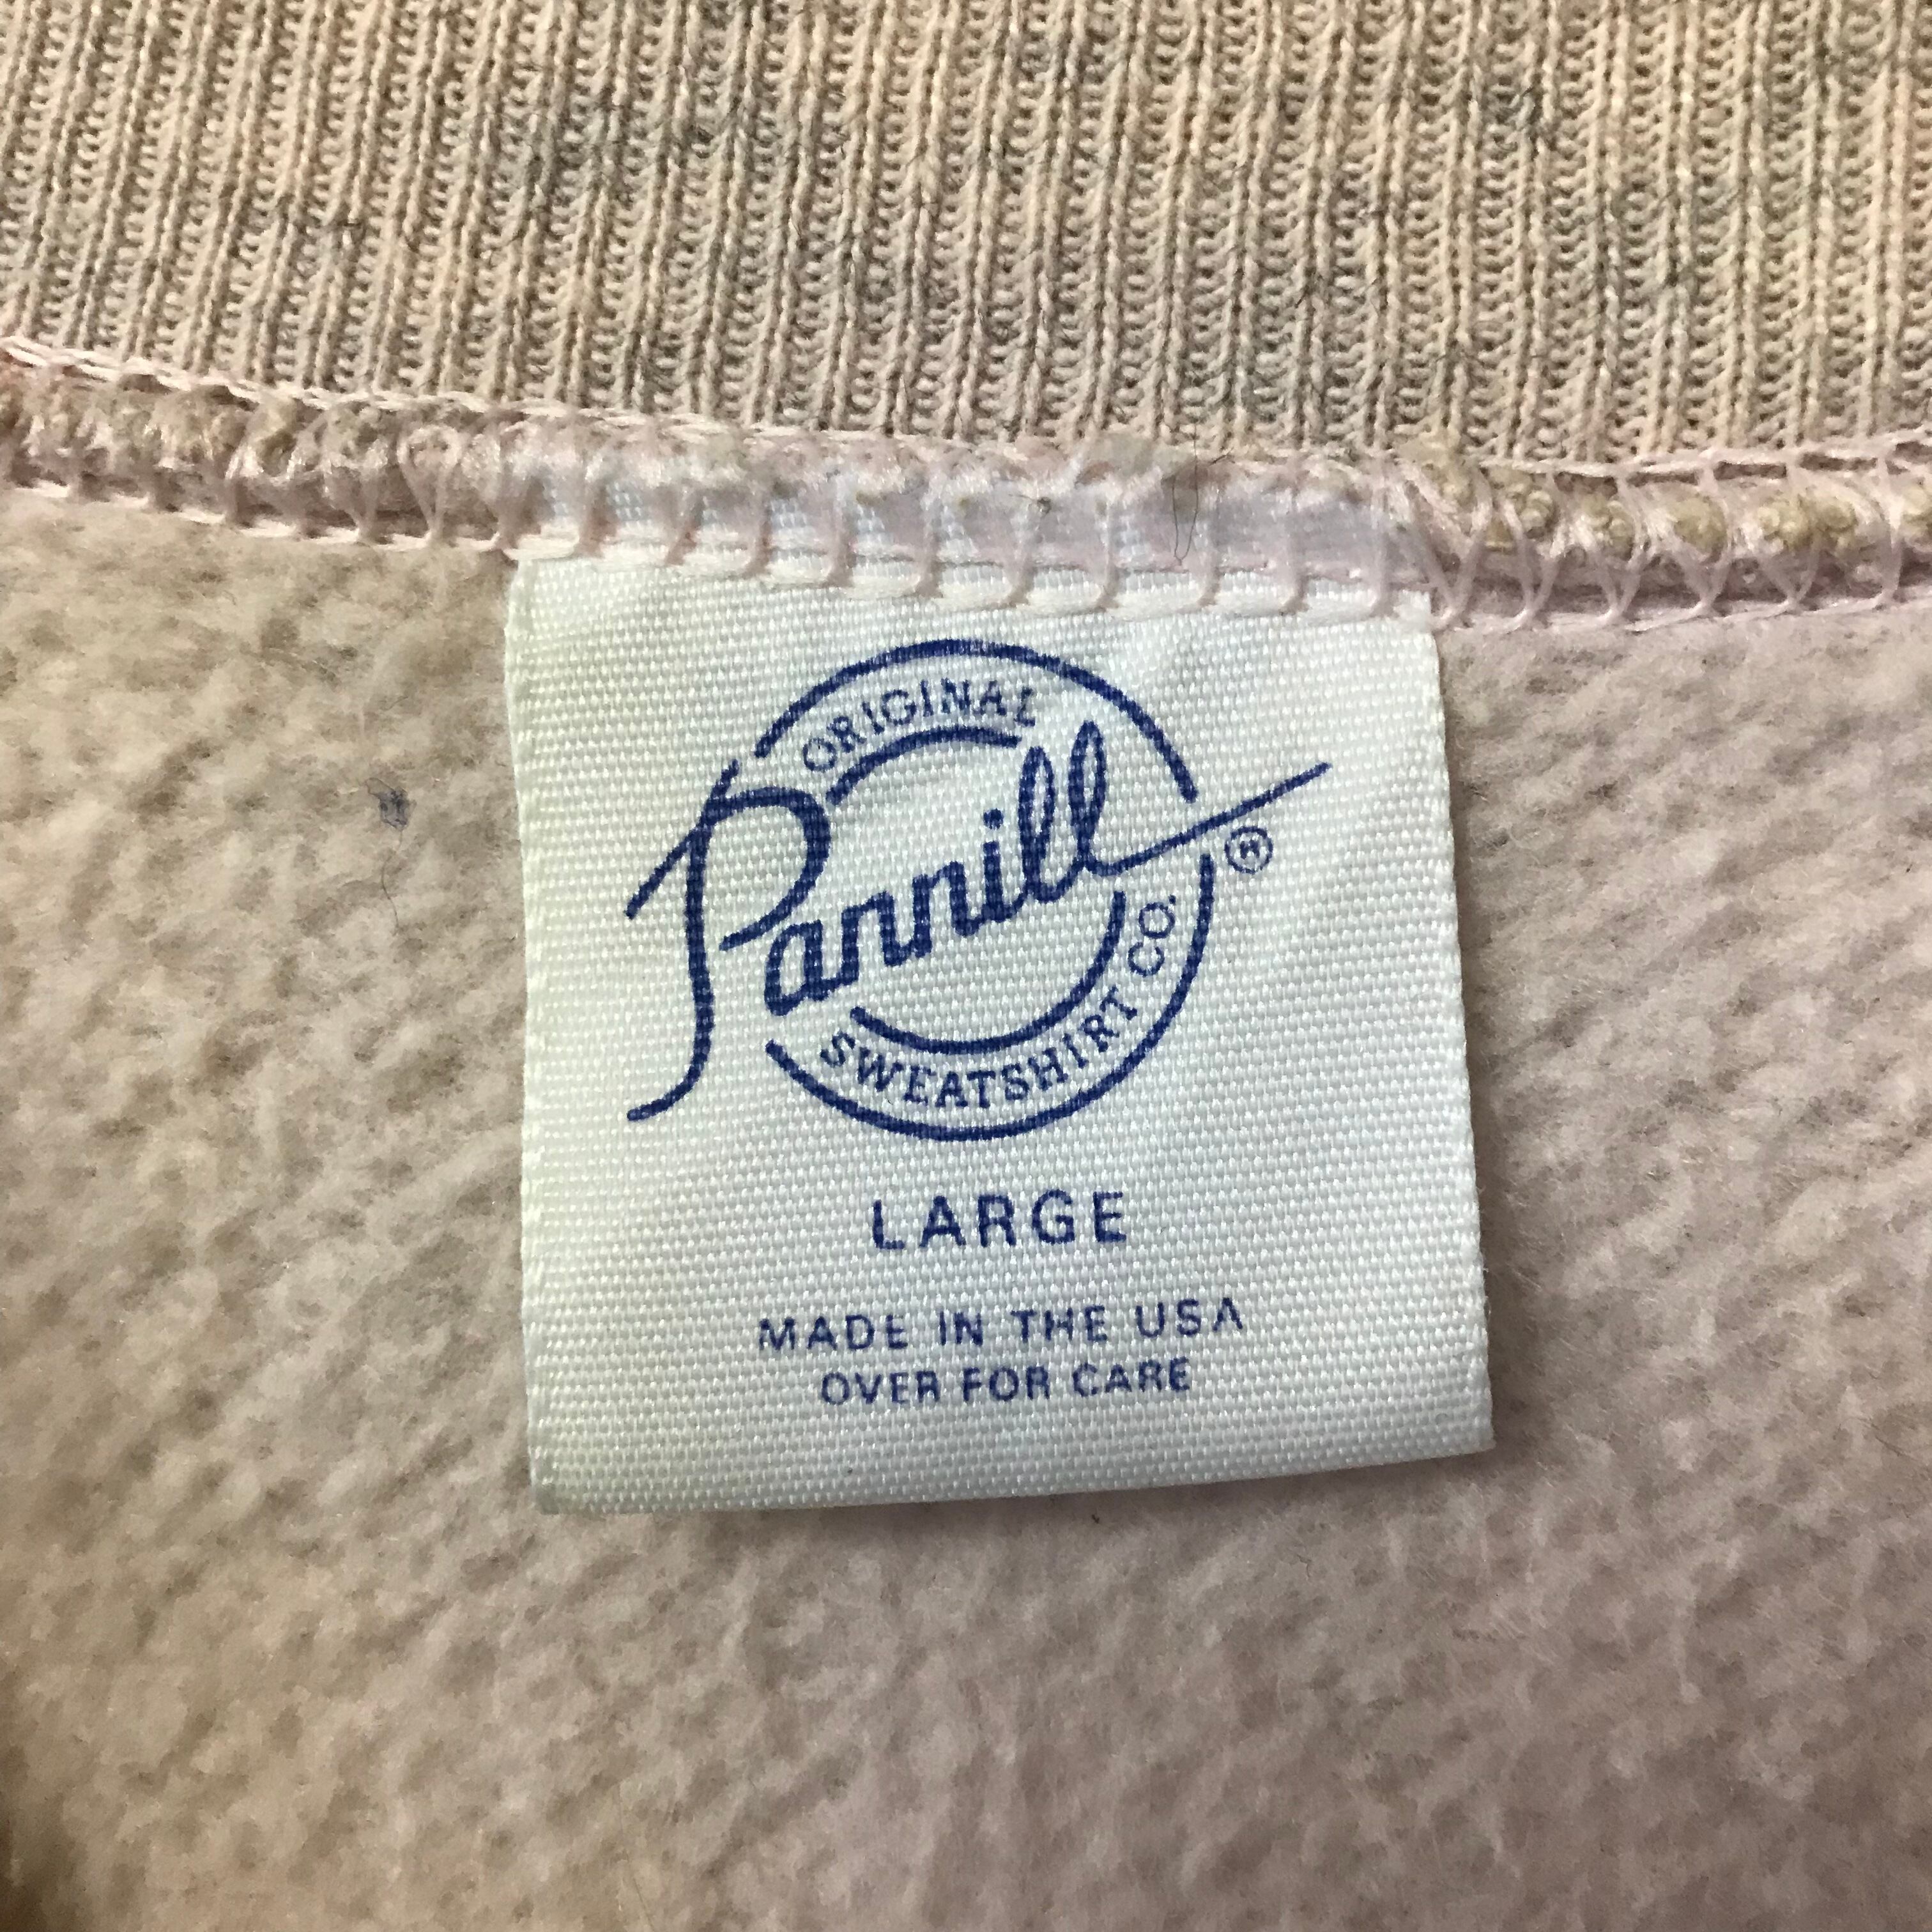 ORIGINAL
Pannill
®
SWEATSHIRT CO.
LARGE
MADE IN THE USA
OVER FOR CARE